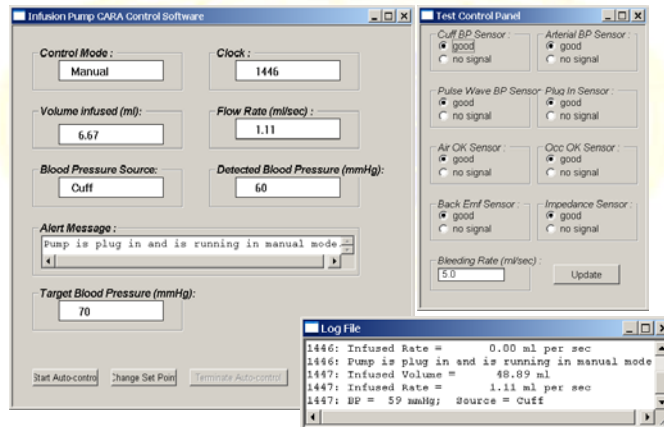 Infusion Pump CARA Control Software
Control Mode :
Manual
Clock :
1446
Volume infused (ml):
6.67
Flow Rate (ml/sec) :
1.11
Blood Pressure Source:
Cuff
Detected Blood Pressure (mmHg):
60
Alert Message :
Pump is plug in and is running in manual mode.
Target Blood Pressure (mmHg):
70
Start Auto-contro
Change Set Poin
Terminate Auto-control
Test Control Panel
Cuff BP Sensor :
good
no signal
Arterial BP Sensor :
good
no signal
Pulse Wave BP Sensor
good
no signal
Plug In Sensor :
good
no signal
Air OK Sensor :
good
no signal
Occ OK Sensor :
good
no signal
Back Emf Sensor :
good
no signal
Impedance Sensor :
good
no signal
Bleeding Rate (ml/sec) :
5.0
Update
Log File
1446: Infused Rate = 0.00 ml per sec
1446: Pump is plug in and is running in manual mode
1447: Infused Volume = 48.89 ml
1447: Infused Rate = 1.11 ml per sec
1447: BP = 59 mmHg; Source = Cuff